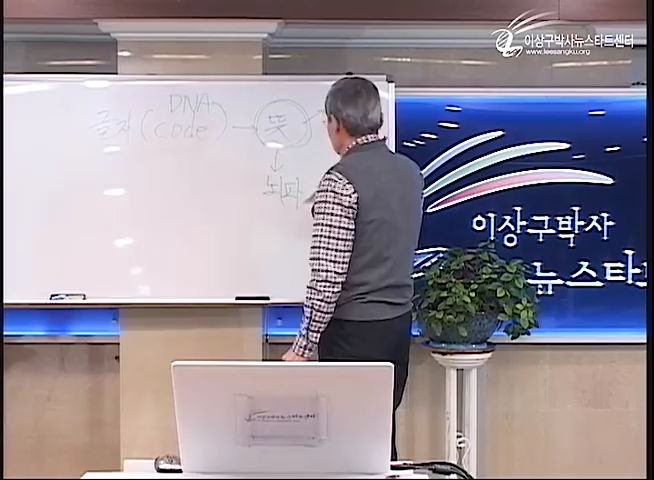 이상구박사뉴스타트센터
www.leesangku.org
DNA
글자 (code) 뜻
뇌파
이상구박사
뉴스타트